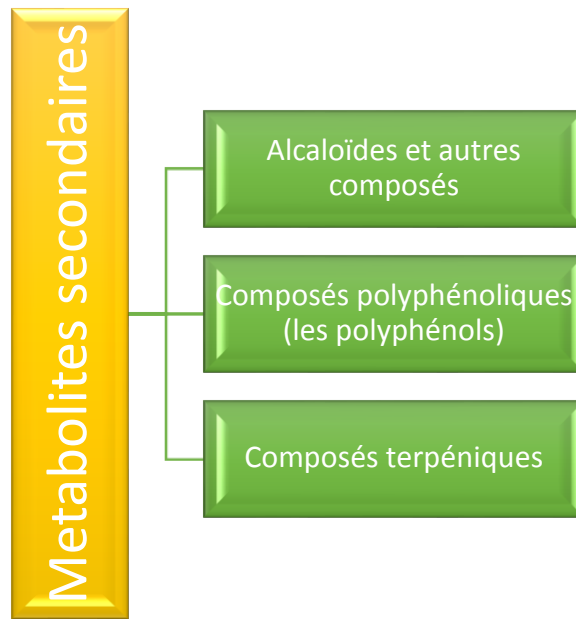 Metabolites secondaires
Alcaloïdes et autres
composés
Composés polyphénoliques
(les polyphénols)
Composés terpéniques